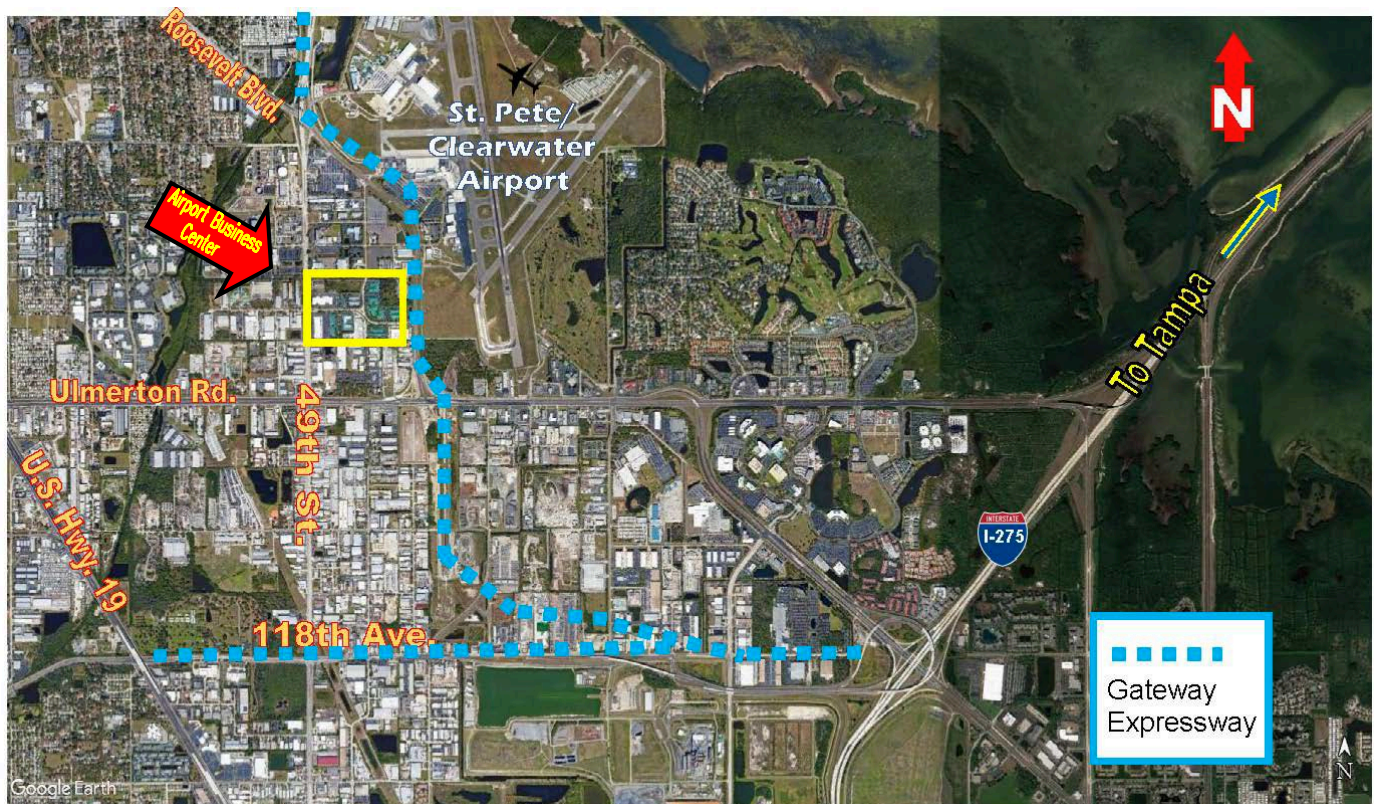 Roosevelt Blvd.
St. Pete/
Clearwater
Airport
N
Airport Business
Center
To Tampa
Ulmerton Rd.
49th St.
U.S. Hwy. 19
INTERSTATE
I-275
118th Ave.
Gateway
Expressway
N
Google Earth